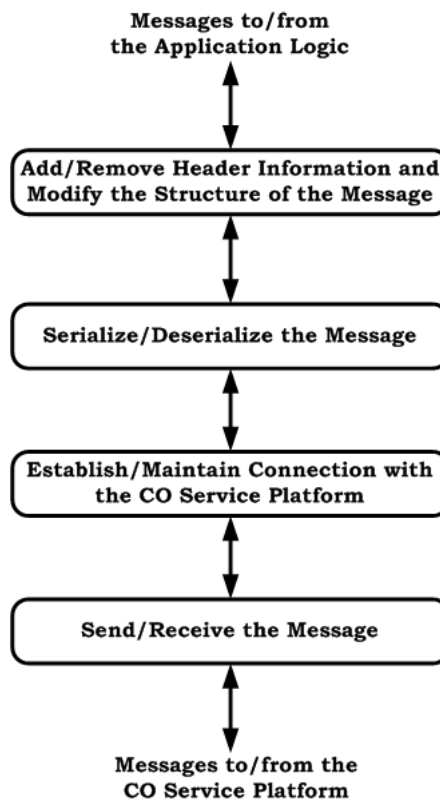 Messages to/from
the Application Logic
Add/Remove Header Information and
Modify the Structure of the Message
Serialize/Deserialize the Message
Establish/Maintain Connection with
the CO Service Platform
Send/Receive the Message
Messages to/from the
CO Service Platform